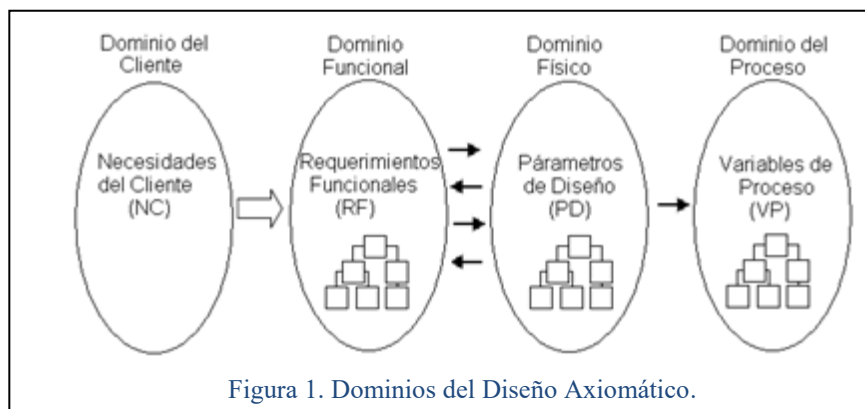 Dominio del
Cliente
Dominio
Funcional
Dominio
Físico
Dominio del
Proceso
Necesidades
del Cliente
(NC)
Requerimientos
Funcionales
(RF)
Párametros
de Diseño
(PD)
Variables de
Proceso
(VP)
Figura 1. Dominios del Diseño Axiomático.